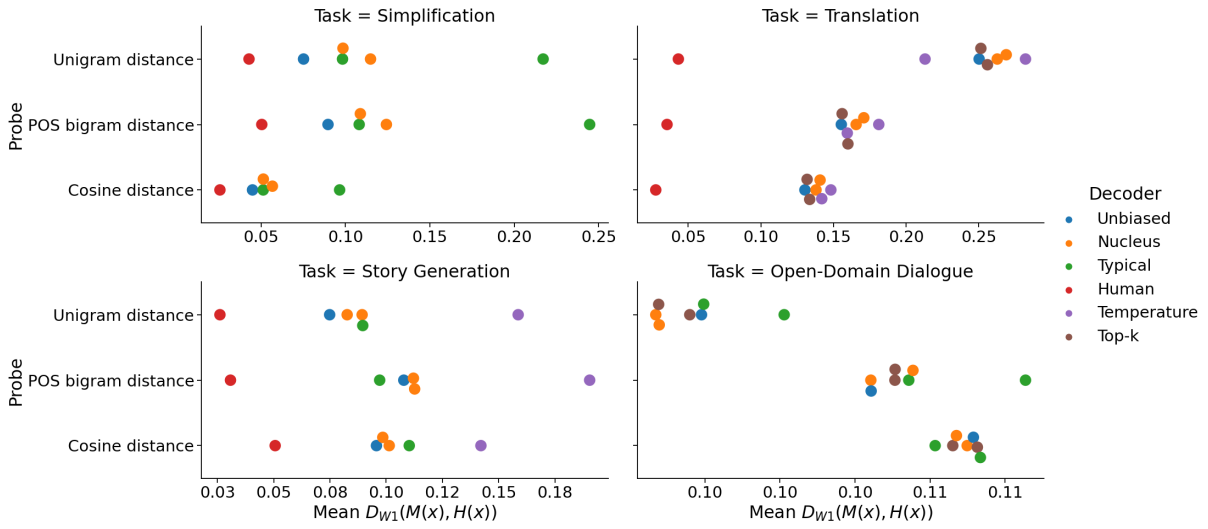 Task = Simplification
Task = Translation
Probe
Unigram distance
POS bigram distance
Cosine distance
0.05 0.10 0.15 0.20 0.25
0.05 0.10 0.15 0.20 0.25
Task = Story Generation
Task = Open-Domain Dialogue
Probe
Unigram distance
POS bigram distance
Cosine distance
0.03 0.05 0.08 0.10 0.12 0.15 0.18
0.10 0.10 0.10 0.11 0.11
Mean D_{W1}(M(x), H(x))
Mean D_{W1}(M(x), H(x))
Decoder
Unbiased
Nucleus
Typical
Human
Temperature
Top-k